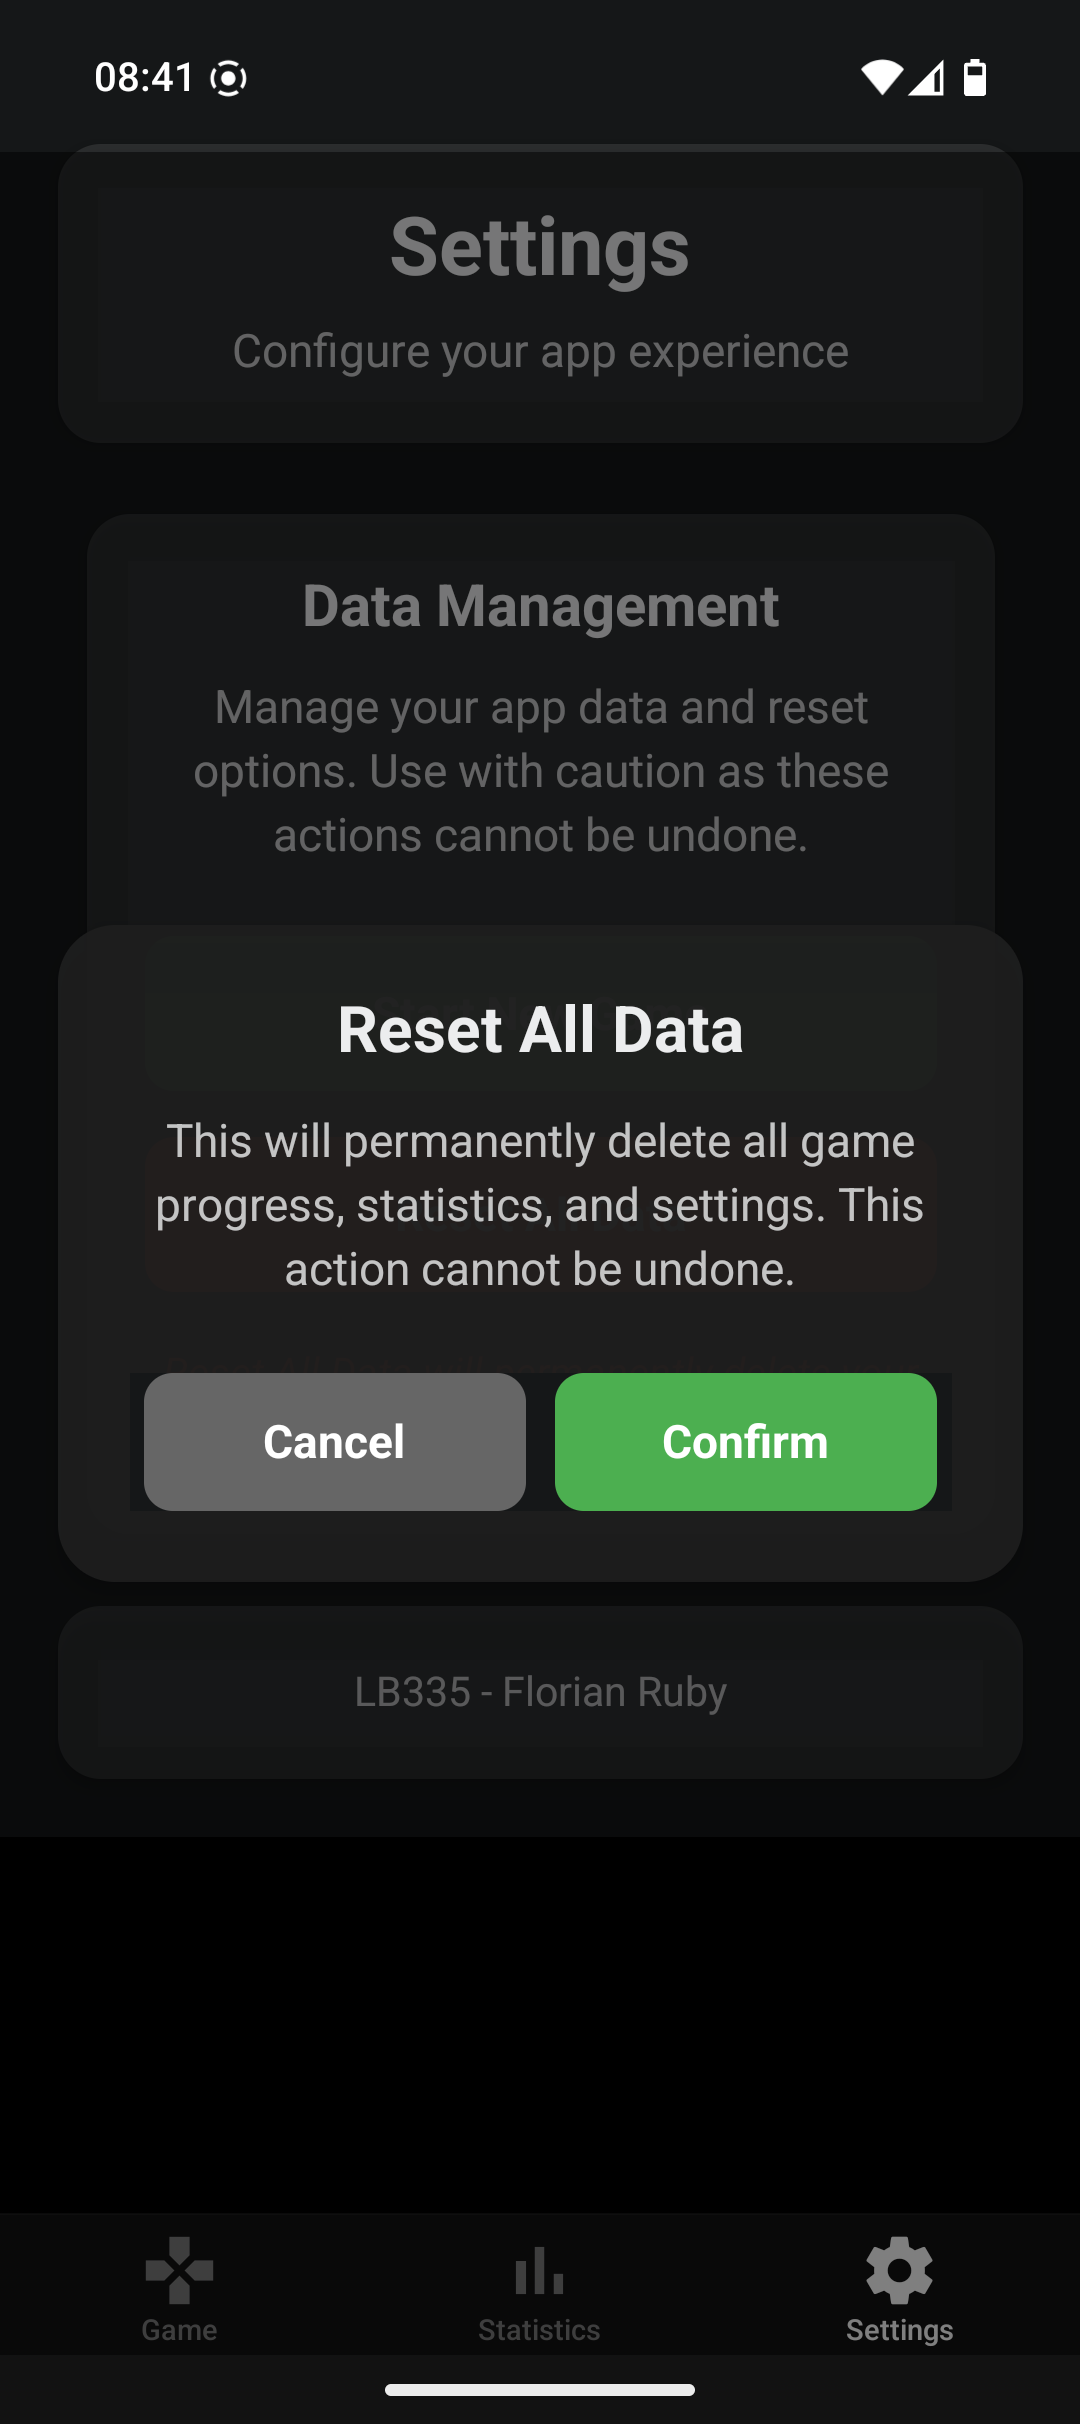 08:41
Settings
Configure your app experience
Data Management
Manage your app data and reset
options. Use with caution as these
actions cannot be undone.
Reset All Data
This will permanently delete all game
progress, statistics, and settings. This
action cannot be undone.
Cancel
Confirm
LB335 - Florian Ruby
Game
Statistics
Settings